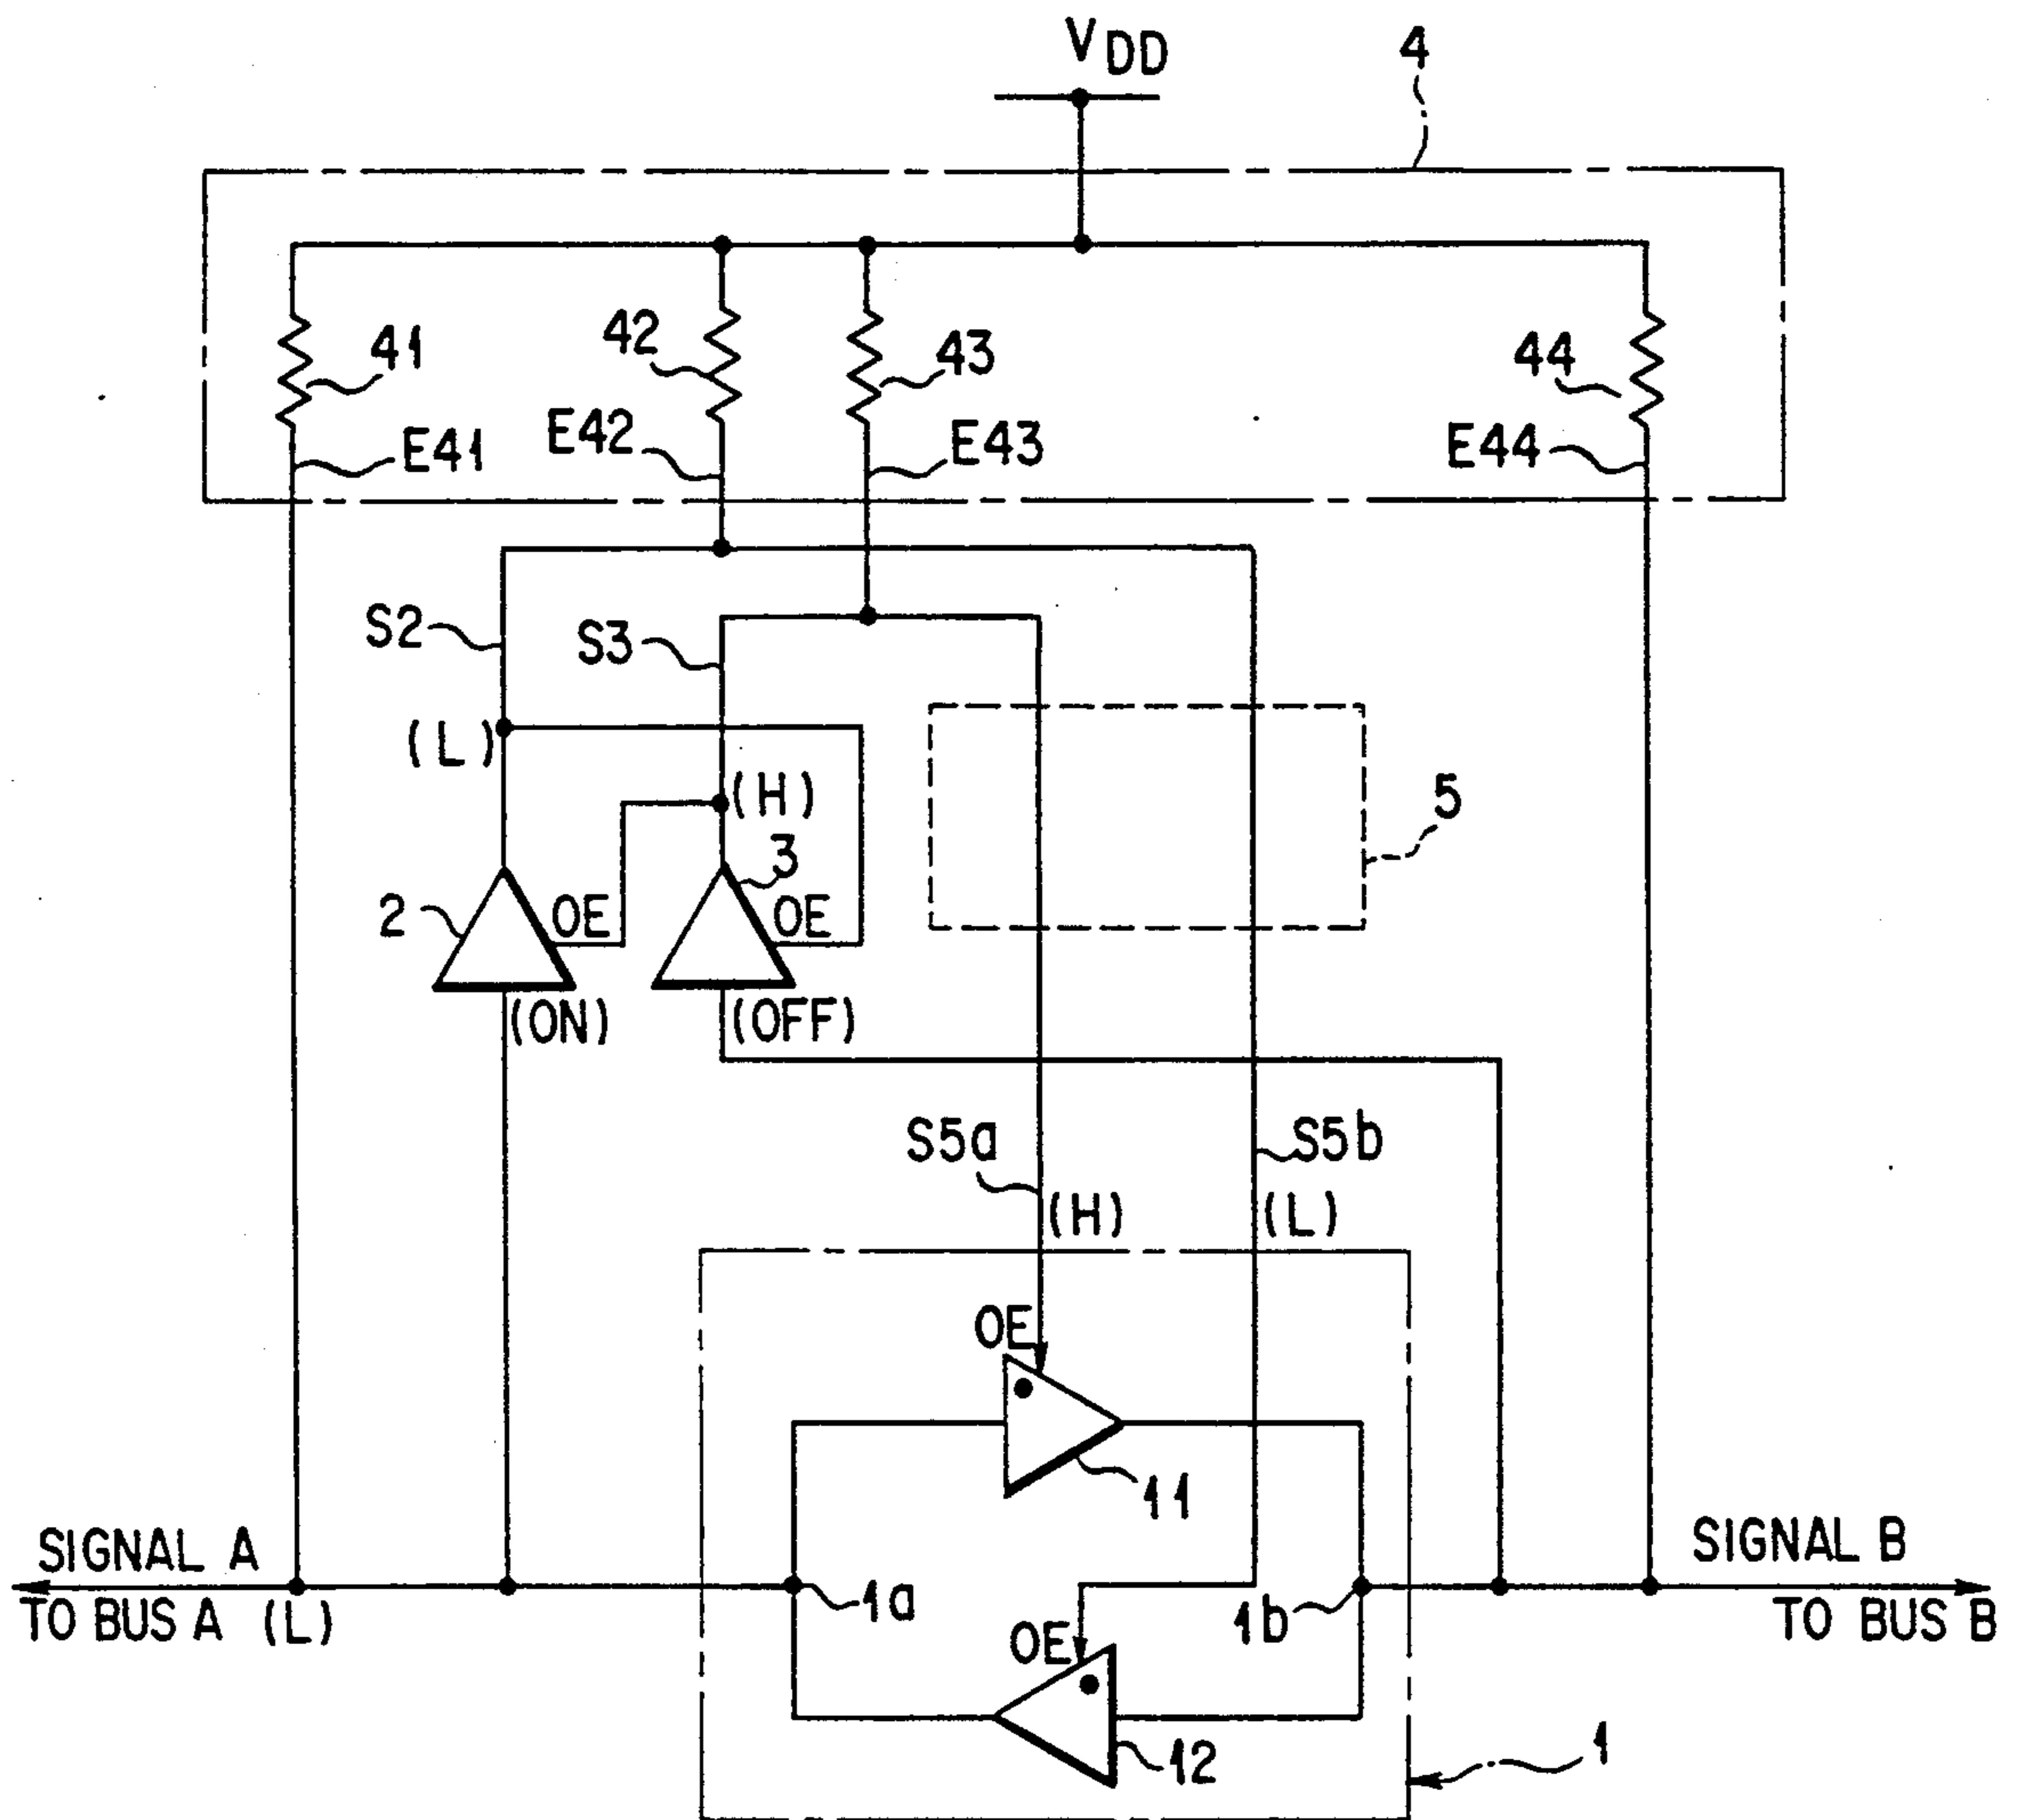 VDD
4
41
42
43
44
E41
E42
E43
E44
S2
S3
(L)
(H)
5
3
2
OE
OE
(ON)
(OFF)
S5a
S5b
(H)
(L)
OE
11
SIGNAL A
SIGNAL B
1a
1b
TO BUS A (L)
TO BUS B
OE
12
1